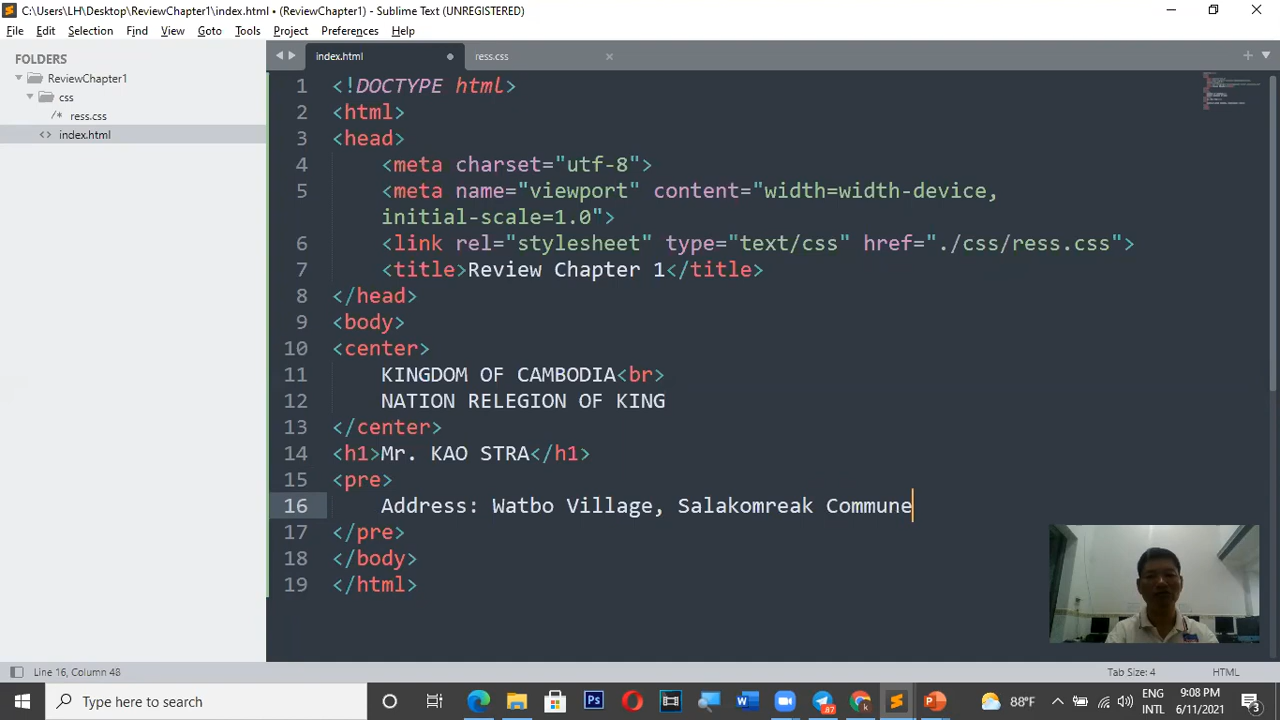 C:\Users\LH\Desktop\ReviewChapter1\index.html • (ReviewChapter1) - Sublime Text (UNREGISTERED)
File Edit Selection Find View Goto Tools Project Preferences Help
FOLDERS
ReviewChapter1
css
/* ress.css
<> index.html
index.html
ress.css
1 <!DOCTYPE html>
2 <html>
3 <head>
4 <meta charset="utf-8">
5 <meta name="viewport" content="width=width-device,
initial-scale=1.0">
6 <link rel="stylesheet" type="text/css" href="./css/ress.css">
7 <title>Review Chapter 1</title>
8 </head>
9 <body>
10 <center>
11 KINGDOM OF CAMBODIA<br>
12 NATION RELEGION OF KING
13 </center>
14 <h1>Mr. KAO STRA</h1>
15 <pre>
16 Address: Watbo Village, Salakomreak Commune
17 </pre>
18 </body>
19 </html>
Line 16, Column 48
Tab Size: 4
HTML
Type here to search
88°F
ENG
INTL
9:08 PM
6/11/2021